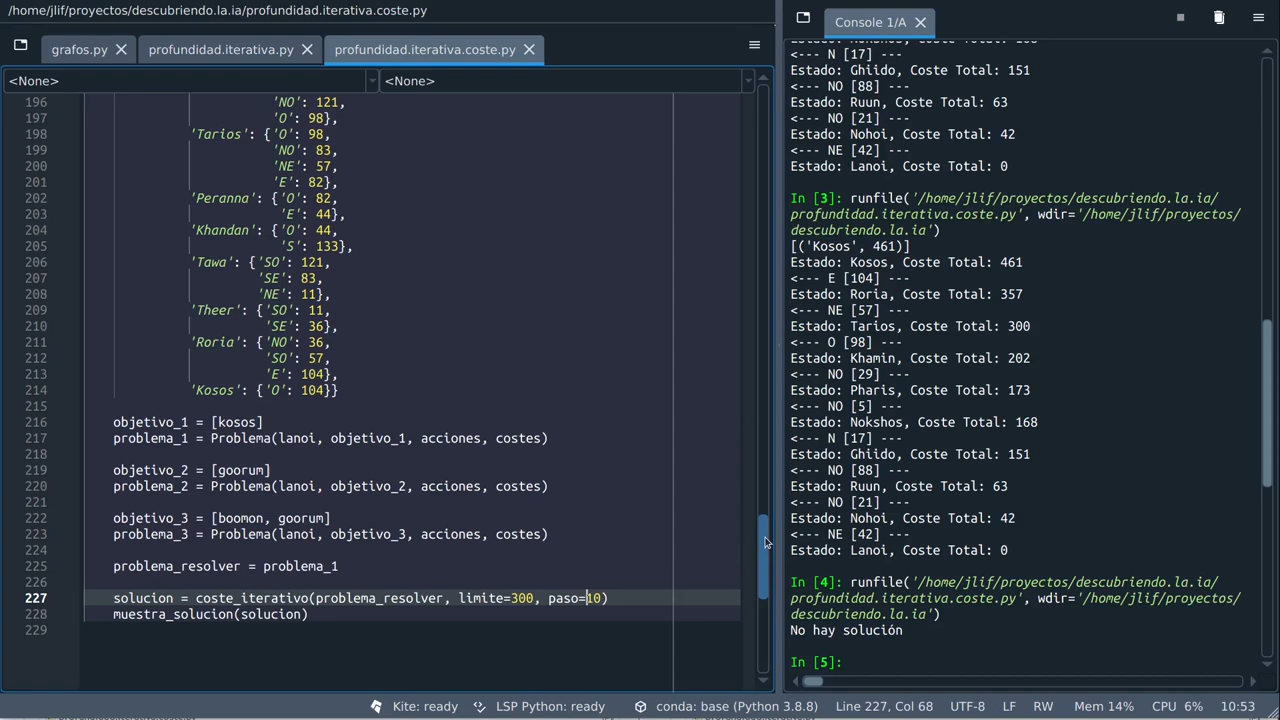 /home/jlif/proyectos/descubriendo.la.ia/profundidad.iterativa.coste.py
grafos.py
profundidad.iterativa.py
profundidad.iterativa.coste.py
<None>
<None>
196 'NO': 121,
197 'O': 98},
198 'Tarios': {'O': 98,
199 'NO': 83,
200 'NE': 57,
201 'E': 82},
202 'Peranna': {'O': 82,
203 'E': 44},
204 'Khandan': {'O': 44,
205 'S': 133},
206 'Tawa': {'SO': 121,
207 'SE': 83,
208 'NE': 11},
209 'Theer': {'SO': 11,
210 'SE': 36},
211 'Roria': {'NO': 36,
212 'SO': 57,
213 'E': 104},
214 'Kosos': {'O': 104}}
215
216 objetivo_1 = [kosos]
217 problema_1 = Problema(lanoi, objetivo_1, acciones, costes)
218
219 objetivo_2 = [goorum]
220 problema_2 = Problema(lanoi, objetivo_2, acciones, costes)
221
222 objetivo_3 = [boomon, goorum]
223 problema_3 = Problema(lanoi, objetivo_3, acciones, costes)
224
225 problema_resolver = problema_1
226
227 solucion = coste_iterativo(problema_resolver, limite=300, paso=10)
228 muestra_solucion(solucion)
229
Console 1/A
<--- N [17] ---
Estado: Ghiido, Coste Total: 151
<--- NO [88] ---
Estado: Ruun, Coste Total: 63
<--- NO [21] ---
Estado: Nohoi, Coste Total: 42
<--- NE [42] ---
Estado: Lanoi, Coste Total: 0
In [3]: runfile('/home/jlif/proyectos/descubriendo.la.ia/
profundidad.iterativa.coste.py', wdir='/home/jlif/proyectos/
descubriendo.la.ia')
[('Kosos', 461)]
Estado: Kosos, Coste Total: 461
<--- E [104] ---
Estado: Roria, Coste Total: 357
<--- NE [57] ---
Estado: Tarios, Coste Total: 300
<--- O [98] ---
Estado: Khamin, Coste Total: 202
<--- NO [29] ---
Estado: Pharis, Coste Total: 173
<--- NO [5] ---
Estado: Nokshos, Coste Total: 168
<--- N [17] ---
Estado: Ghiido, Coste Total: 151
<--- NO [88] ---
Estado: Ruun, Coste Total: 63
<--- NO [21] ---
Estado: Nohoi, Coste Total: 42
<--- NE [42] ---
Estado: Lanoi, Coste Total: 0
In [4]: runfile('/home/jlif/proyectos/descubriendo.la.ia/
profundidad.iterativa.coste.py', wdir='/home/jlif/proyectos/
descubriendo.la.ia')
No hay solución
In [5]:
Kite: ready
LSP Python: ready
conda: base (Python 3.8.8)
Line 227, Col 68
UTF-8
LF
RW
Mem 14%
CPU 6%
10:53